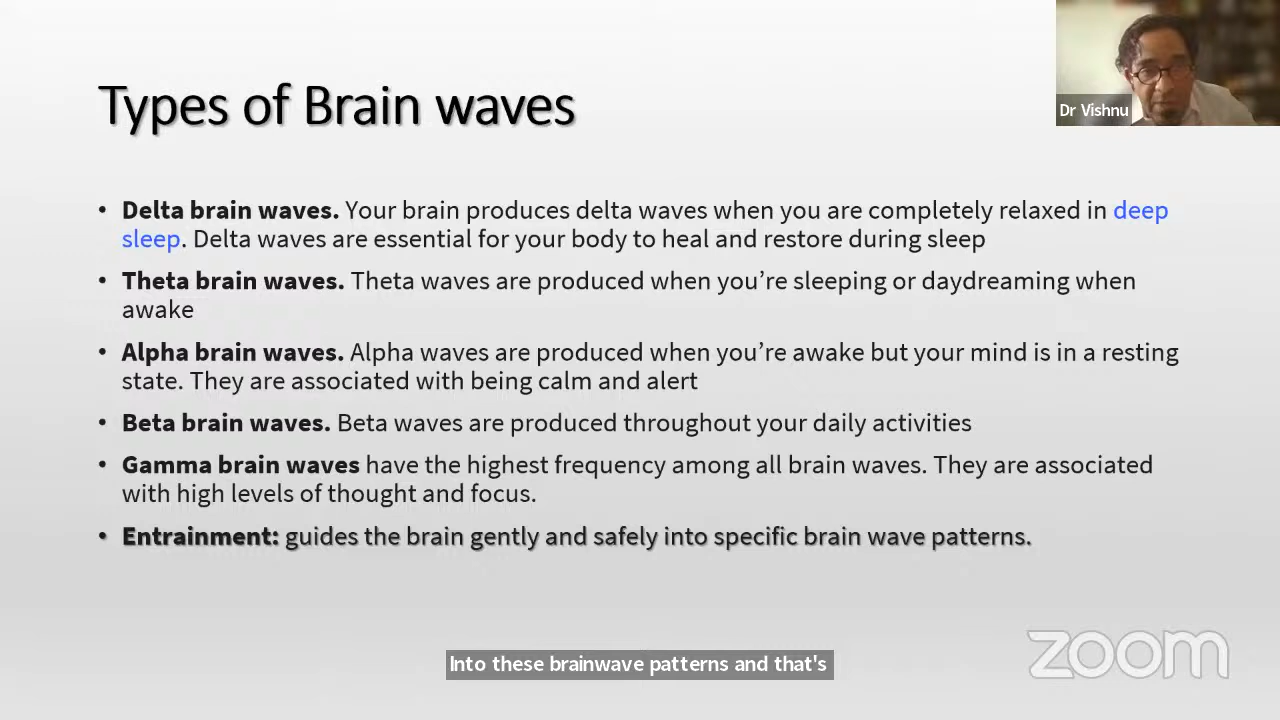 Types of Brain waves
Dr Vishnu
• Delta brain waves. Your brain produces delta waves when you are completely relaxed in deep
sleep. Delta waves are essential for your body to heal and restore during sleep
• Theta brain waves. Theta waves are produced when you’re sleeping or daydreaming when
awake
• Alpha brain waves. Alpha waves are produced when you’re awake but your mind is in a resting
state. They are associated with being calm and alert
• Beta brain waves. Beta waves are produced throughout your daily activities
• Gamma brain waves have the highest frequency among all brain waves. They are associated
with high levels of thought and focus.
• Entrainment: guides the brain gently and safely into specific brain wave patterns.
Into these brainwave patterns and that's
zoom